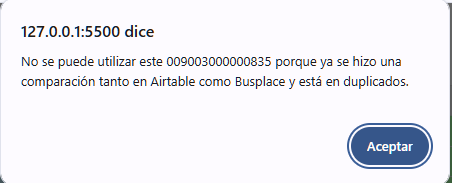 127.0.0.1:5500 dice
No se puede utilizar este 009003000000835 porque ya se hizo una
comparación tanto en Airtable como Busplace y está en duplicados.
Aceptar